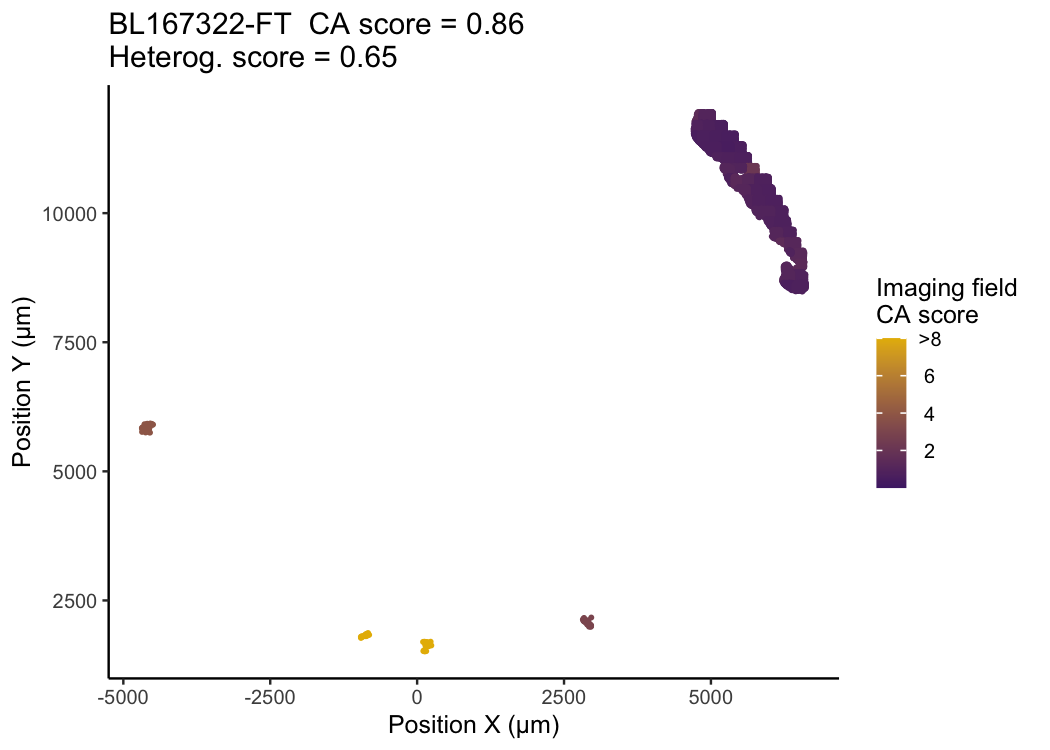 BL167322-FT  CA score = 0.86
Heterog. score = 0.65
10000
7500
5000
2500
Position Y (µm)
-5000
-2500
0
2500
5000
Position X (µm)
Imaging field
CA score
>8
6
4
2